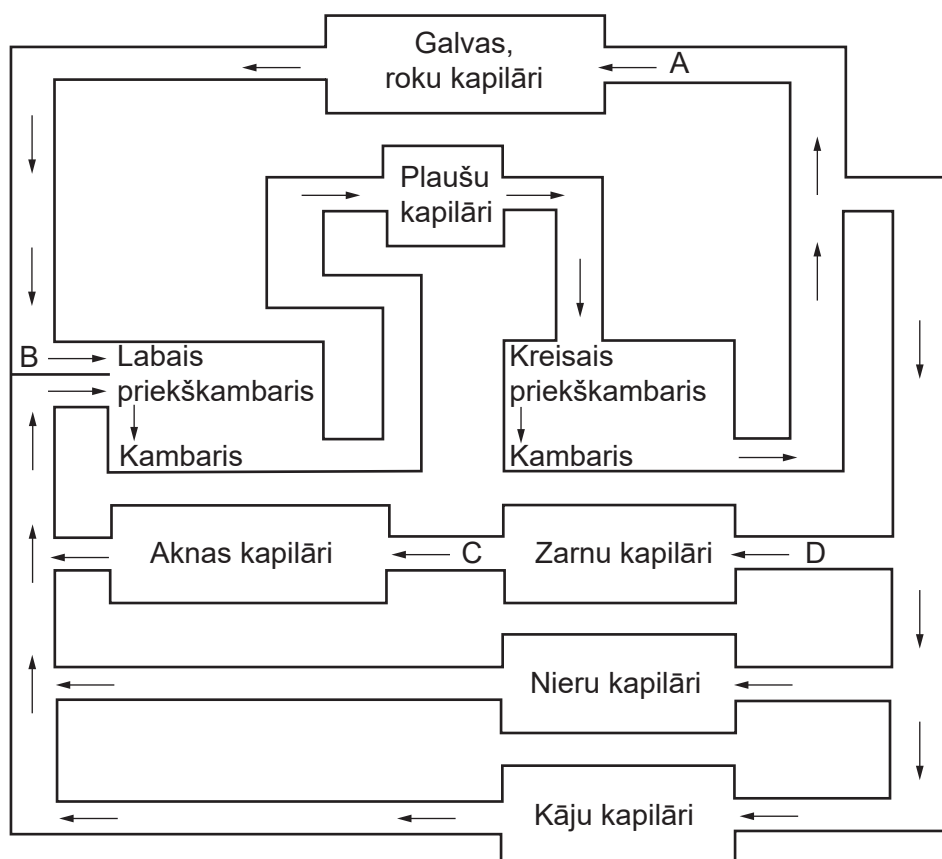 Galvas,
roku kapilāri
A
Plaušu
kapilāri
B
Labais
priekškambaris
Kambaris
Kreisais
priekškambaris
Kambaris
Aknas kapilāri
C
Zarnu kapilāri
D
Nieru kapilāri
Kāju kapilāri